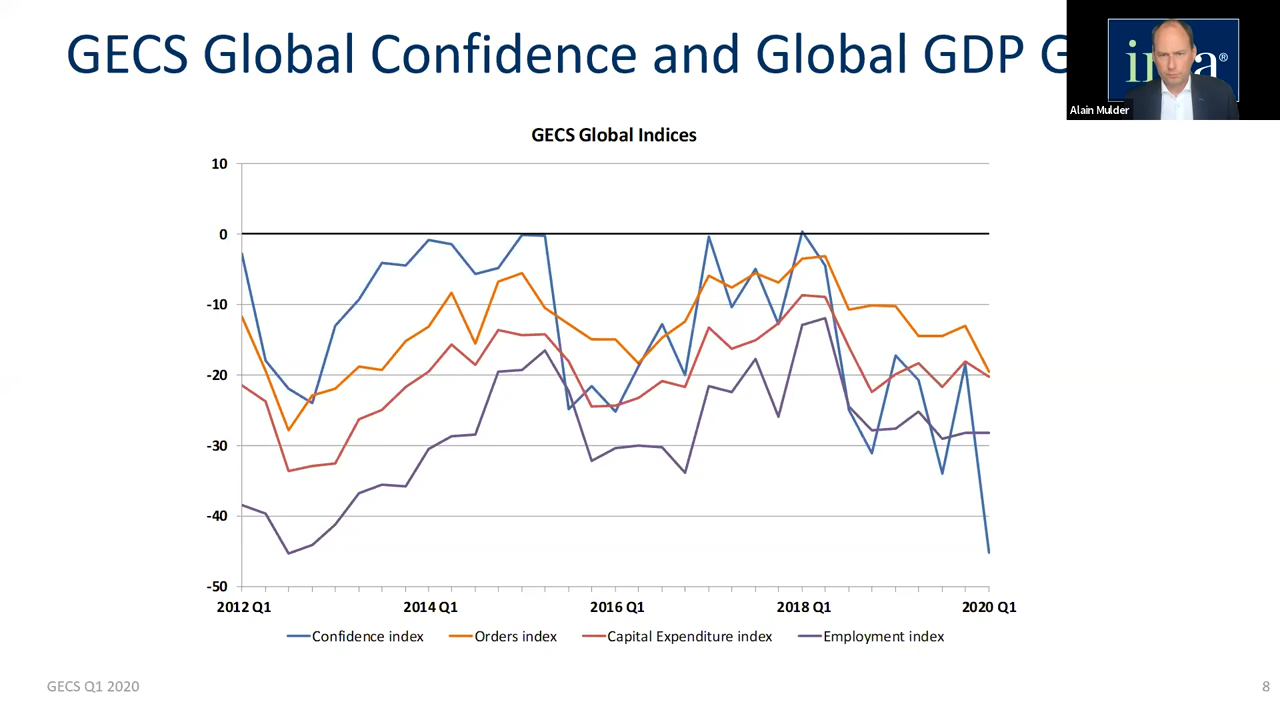 GECS Global Confidence and Global GDP G
Alain Mulder
GECS Global Indices
10
0
-10
-20
-30
-40
-50
2012 Q1
2014 Q1
2016 Q1
2018 Q1
2020 Q1
Confidence index
Orders index
Capital Expenditure index
Employment index
GECS Q1 2020
8